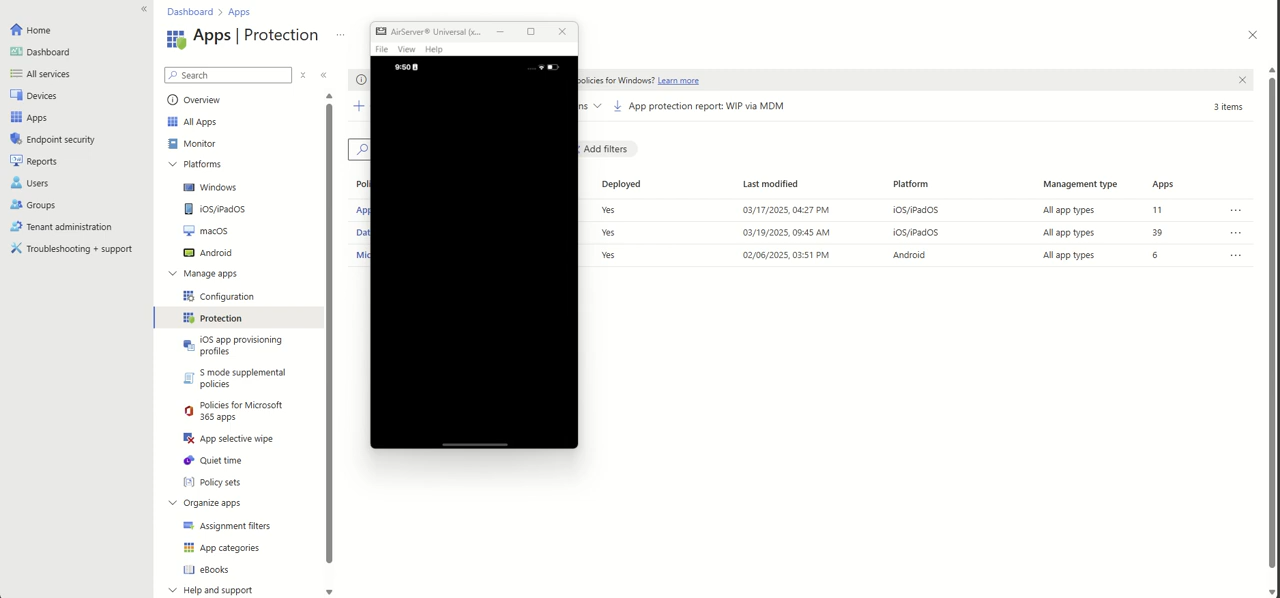 Home
Dashboard
All services
Devices
Apps
Endpoint security
Reports
Users
Groups
Tenant administration
Troubleshooting + support
Dashboard > Apps
Apps | Protection
Search
Overview
All Apps
Monitor
Platforms
Windows
iOS/iPadOS
macOS
Android
Manage apps
Configuration
Protection
iOS app provisioning
profiles
S mode supplemental
policies
Policies for Microsoft
365 apps
App selective wipe
Quiet time
Policy sets
Organize apps
Assignment filters
App categories
eBooks
Help and support
AirServer® Universal (x...
File View Help
9:50
policies for Windows? Learn more
ns App protection report: WIP via MDM
3 items
Add filters
Poli Deployed Last modified Platform Management type Apps
App Yes 03/17/2025, 04:27 PM iOS/iPadOS All app types 11
Dat Yes 03/19/2025, 09:45 AM iOS/iPadOS All app types 39
Mic Yes 02/06/2025, 03:51 PM Android All app types 6